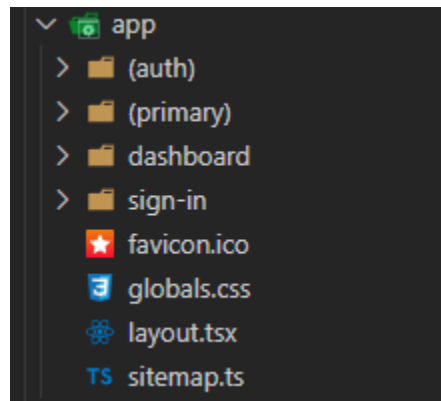 app
(auth)
(primary)
dashboard
sign-in
favicon.ico
globals.css
layout.tsx
TS sitemap.ts